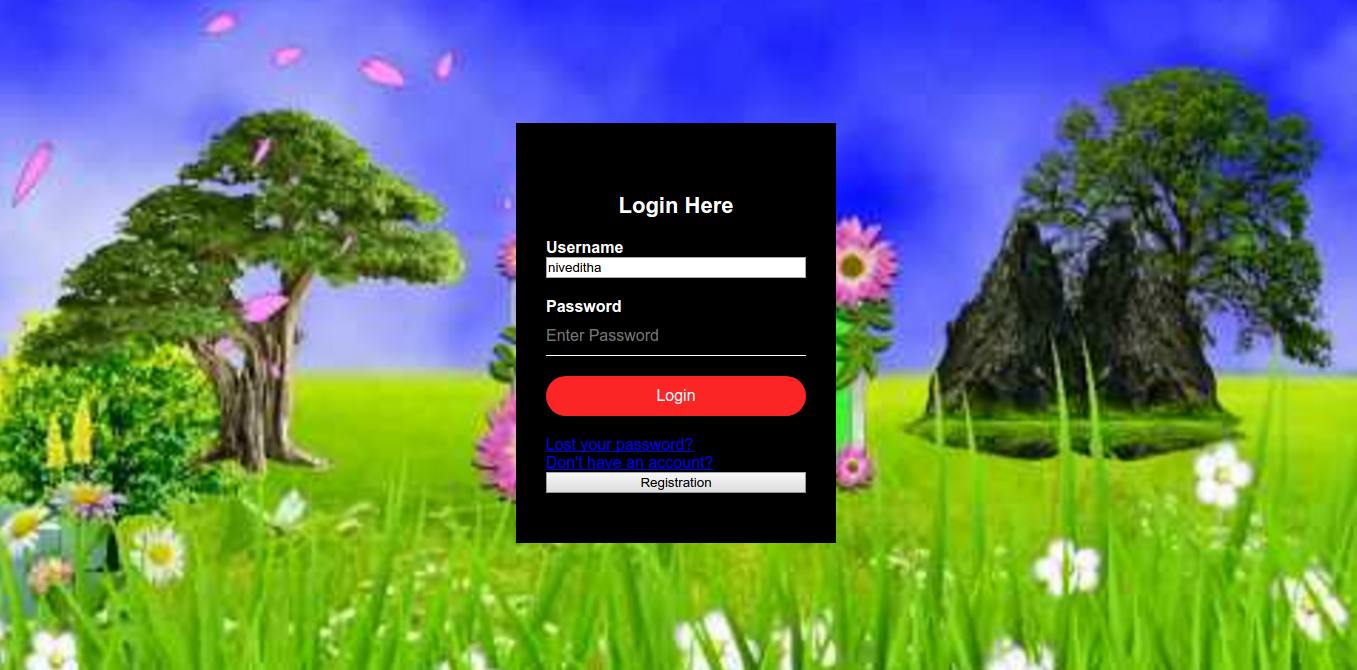 Login Here
Username
niveditha
Password
Enter Password
Login
Lost your password?
Don't have an account?
Registration